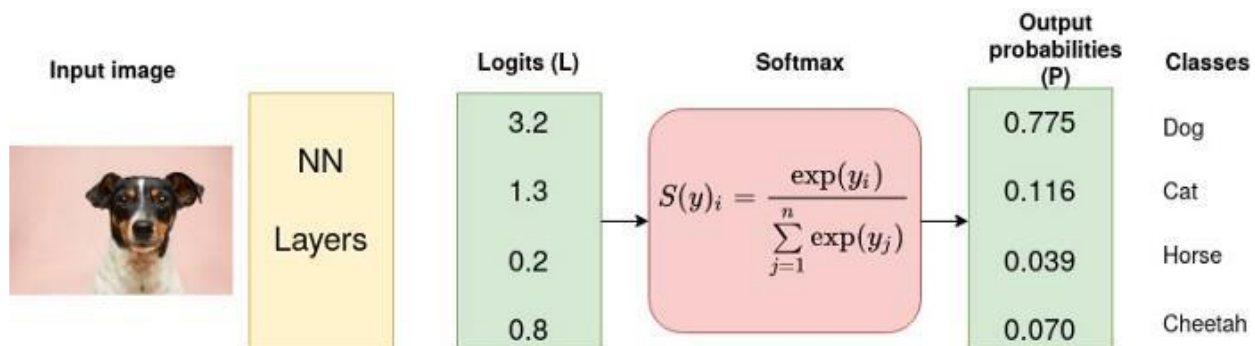 Input image
NN
Layers
Logits (L)
3.2
1.3
0.2
0.8
Softmax
S(y)_i = exp(y_i) / ∑_{j=1}^{n} exp(y_j)
Output
probabilities
(P)
0.775
0.116
0.039
0.070
Classes
Dog
Cat
Horse
Cheetah